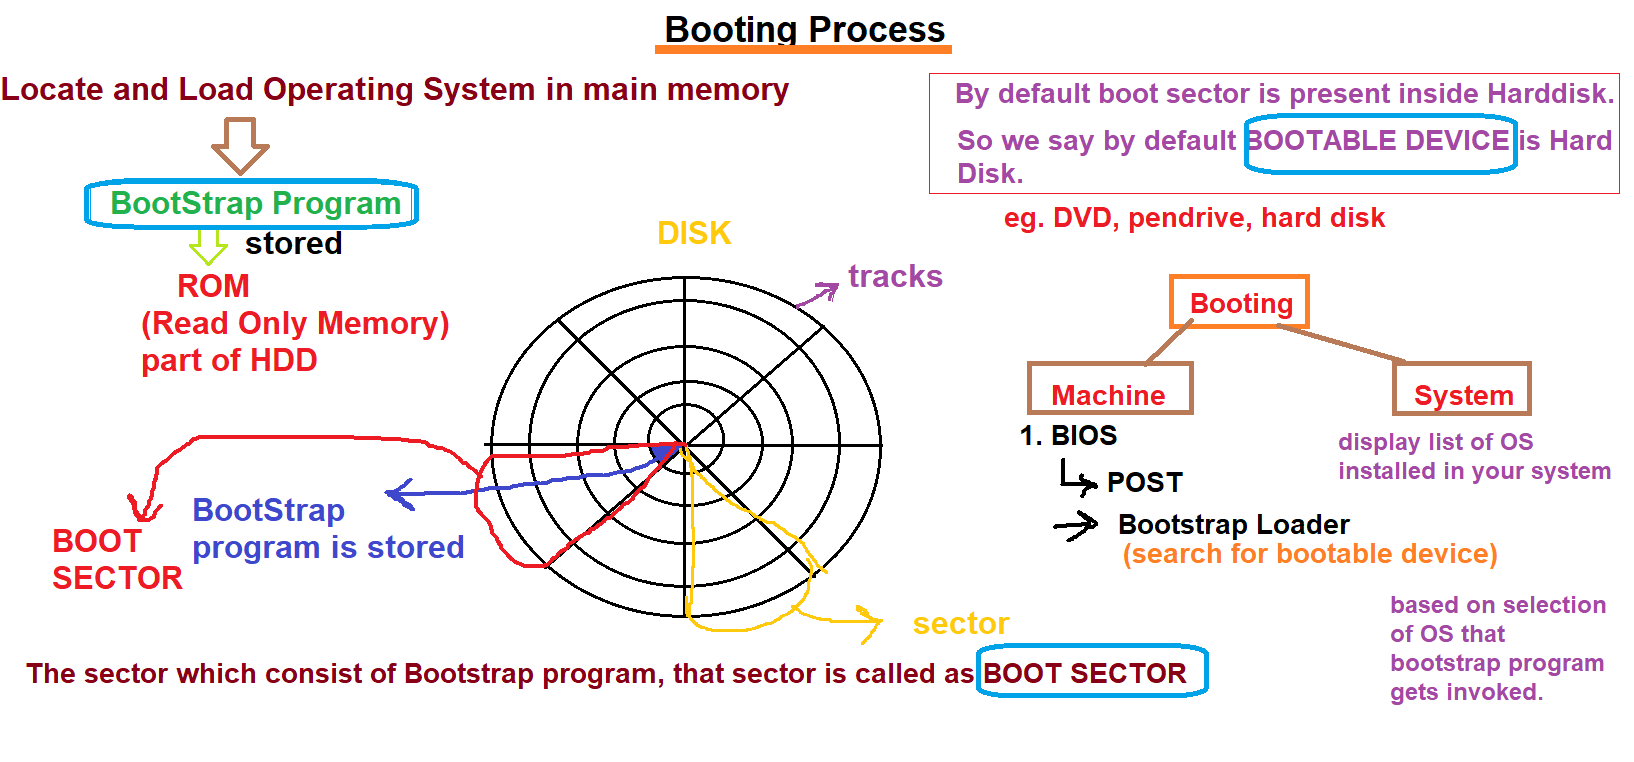 Booting Process
Locate and Load Operating System in main memory
BootStrap Program
stored
ROM
(Read Only Memory)
part of HDD
By default boot sector is present inside Harddisk.
So we say by default BOOTABLE DEVICE is Hard
Disk.
eg. DVD, pendrive, hard disk
DISK
tracks
BOOT
SECTOR
BootStrap
program is stored
sector
The sector which consist of Bootstrap program, that sector is called as BOOT SECTOR
Booting
Machine
1. BIOS
POST
Bootstrap Loader
(search for bootable device)
System
display list of OS
installed in your system
based on selection
of OS that
bootstrap program
gets invoked.